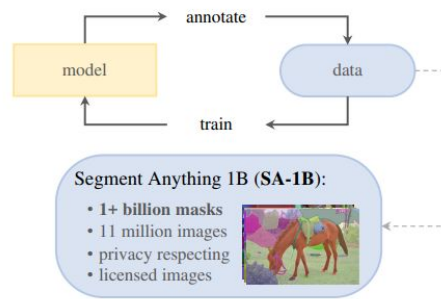 annotate
model
data
train
Segment Anything 1B (SA-1B):
• 1+ billion masks
• 11 million images
• privacy respecting
• licensed images